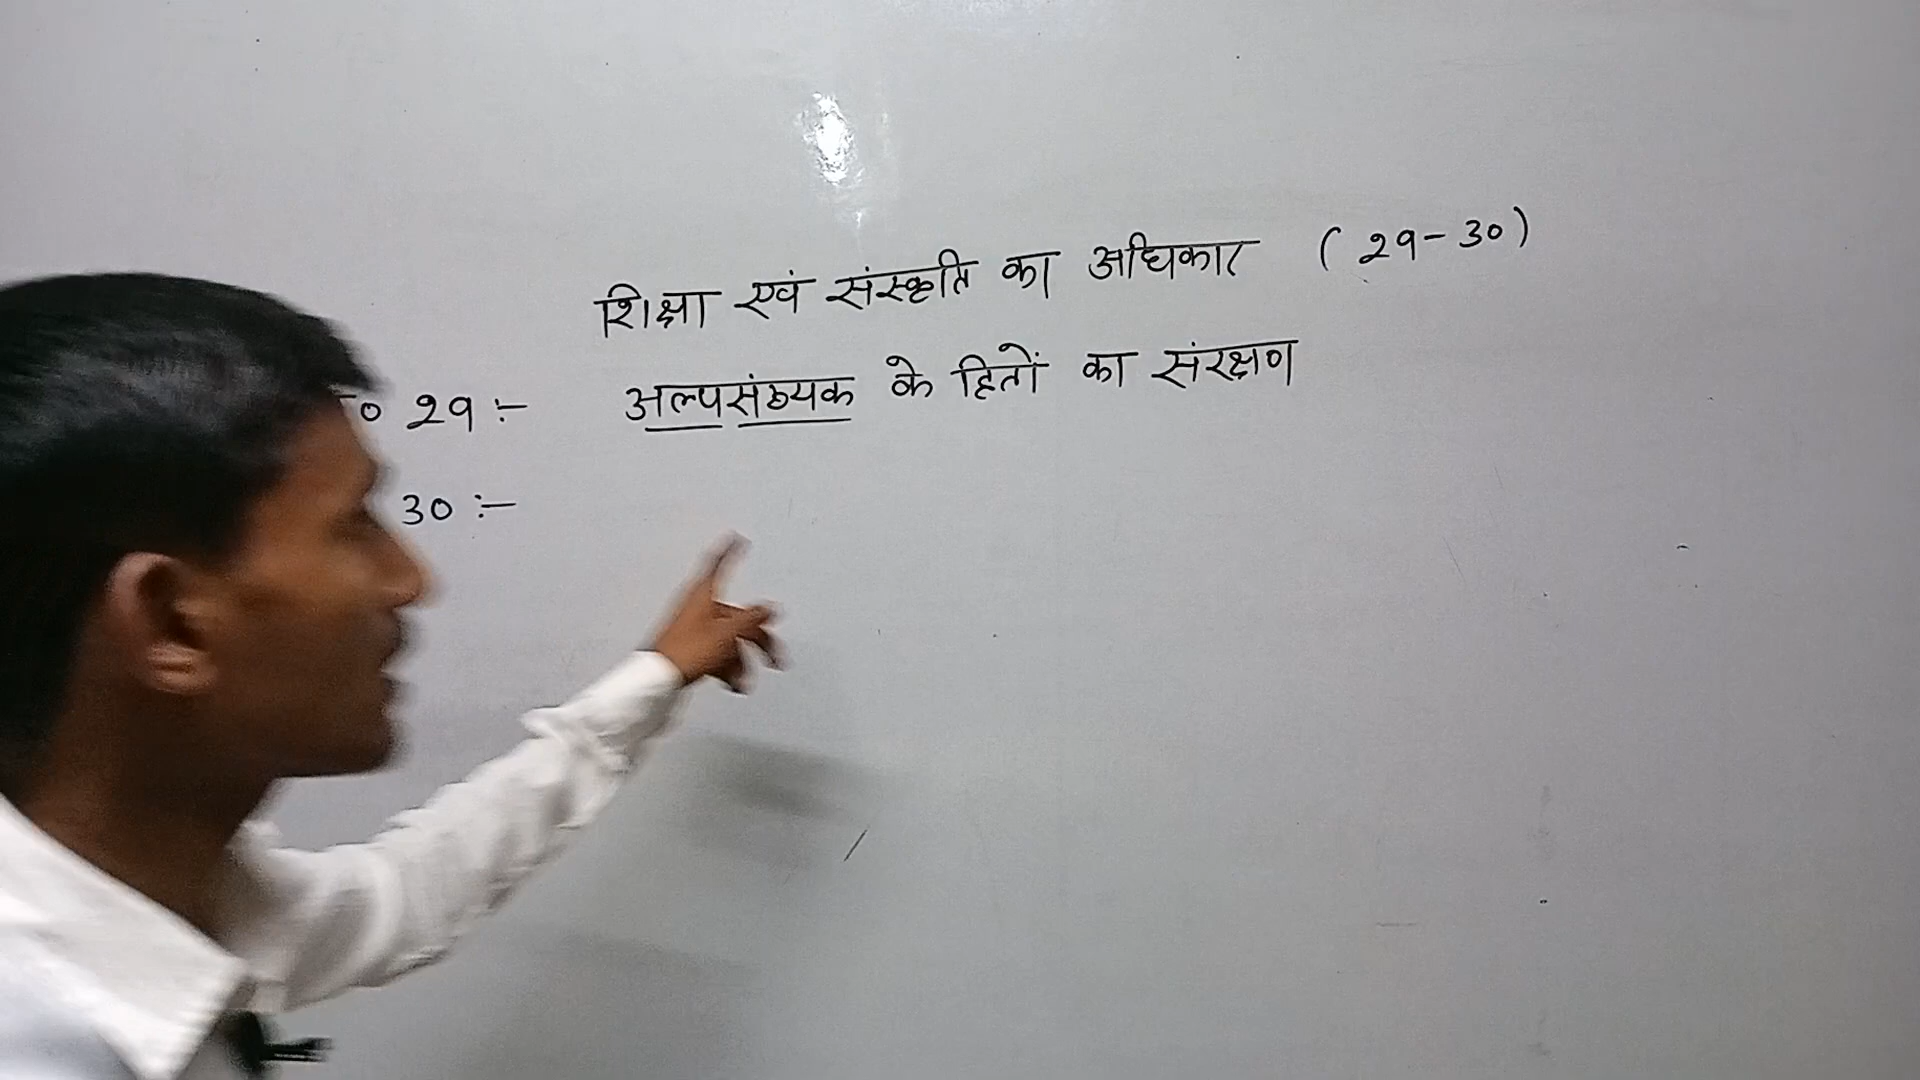 शिक्षा एवं संस्कृति का अधिकार ( 29 - 30 )
29 :- अल्पसंख्यक के हितों का संरक्षण
30 :-